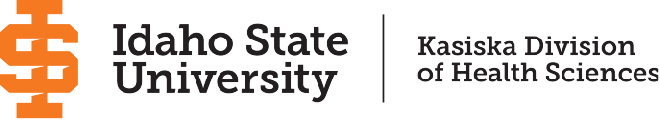 Idaho State
University
Kasiska Division
of Health Sciences